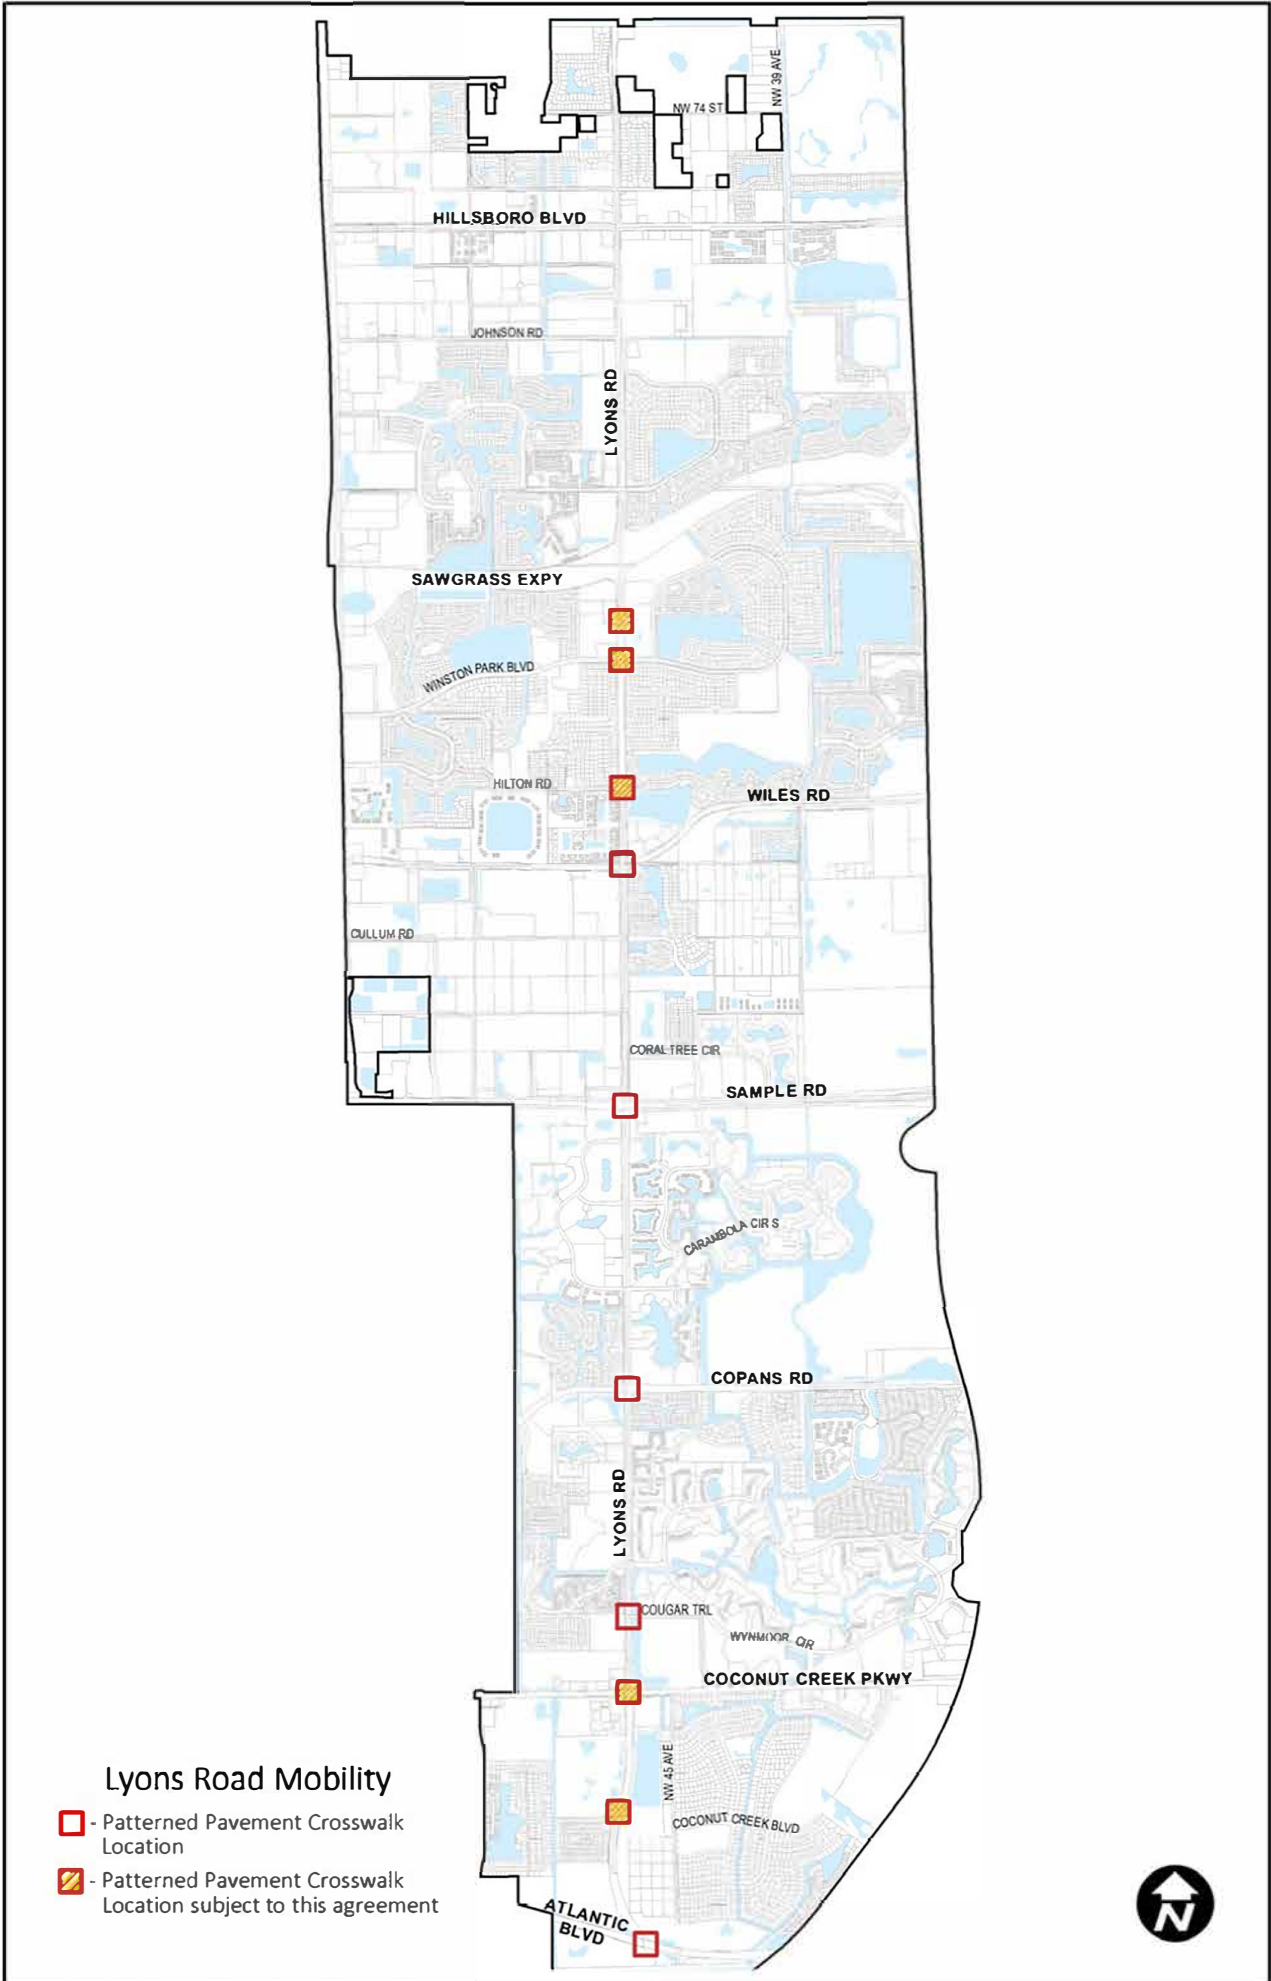 NW 39 AVE
NW 74 ST
HILLSBORO BLVD
JOHNSON RD
LYONS RD
SAWGRASS EXPY
WINSTON PARK BLVD
HILTON RD
WILES RD
CULLUM RD
CORAL TREE CIR
SAMPLE RD
CARAMBOLA CIR S
COPANS RD
LYONS RD
COUGAR TRL
WYNMOOR CIR
COCONUT CREEK PKWY
NW 45 AVE
COCONUT CREEK BLVD
ATLANTIC
BLVD
Lyons Road Mobility
- Patterned Pavement Crosswalk
Location
- Patterned Pavement Crosswalk
Location subject to this agreement
N